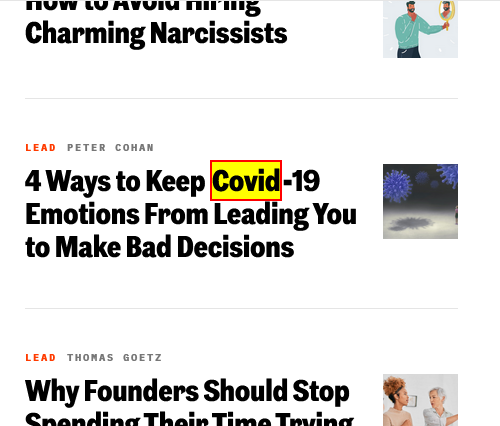 How to Avoid Hiring
Charming Narcissists
LEAD PETER COHAN
4 Ways to Keep Covid-19
Emotions From Leading You
to Make Bad Decisions
LEAD THOMAS GOETZ
Why Founders Should Stop
Spending Their Time Trying